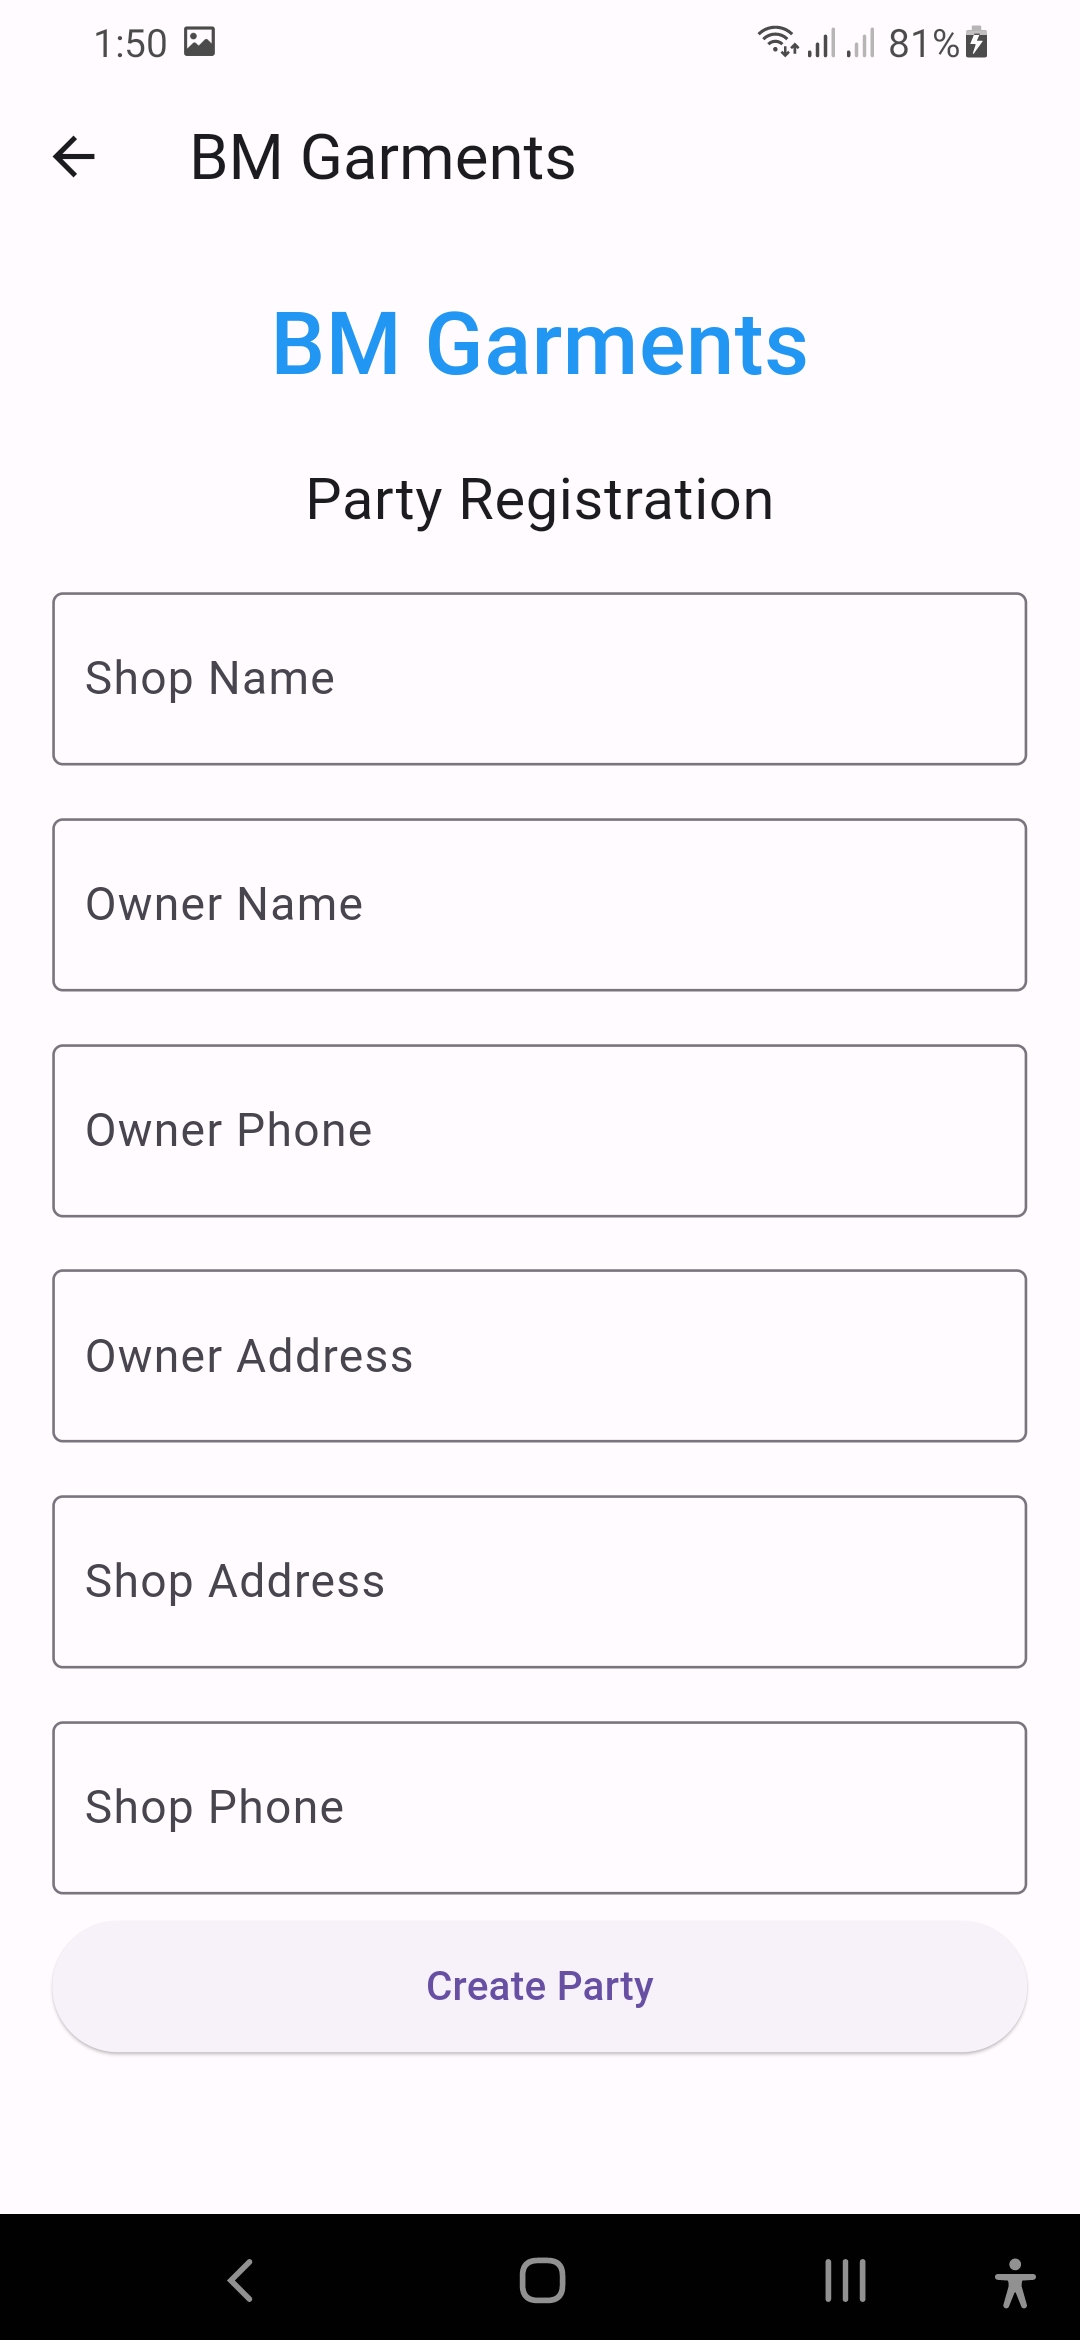 1:50 81%
BM Garments
BM Garments
Party Registration
Shop Name
Owner Name
Owner Phone
Owner Address
Shop Address
Shop Phone
Create Party